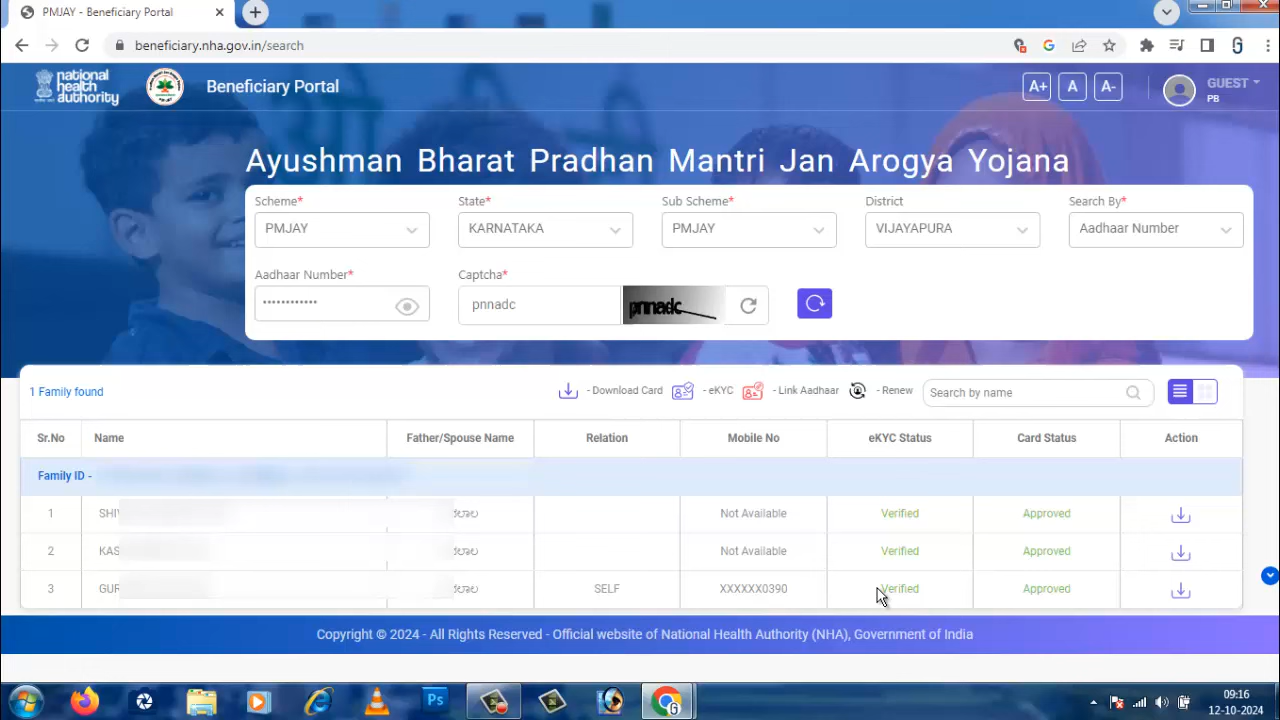 PMJAY - Beneficiary Portal
beneficiary.nha.gov.in/search
national health authority
Beneficiary Portal
A+ A A-
GUEST
PB
Ayushman Bharat Pradhan Mantri Jan Arogya Yojana
Scheme* State* Sub Scheme* District Search By*
PMJAY KARNATAKA PMJAY VIJAYAPURA Aadhaar Number
Aadhaar Number* Captcha*
•••••••••••• pnnadc pnnadc
1 Family found - Download Card - eKYC - Link Aadhaar - Renew Search by name
Sr.No Name Father/Spouse Name Relation Mobile No eKYC Status Card Status Action
Family ID -
1 SHI Not Available Verified Approved
2 KAS Not Available Verified Approved
3 GUR SELF XXXXXX0390 Verified Approved
Copyright © 2024 - All Rights Reserved - Official website of National Health Authority (NHA), Government of India
Ps
09:16
12-10-2024